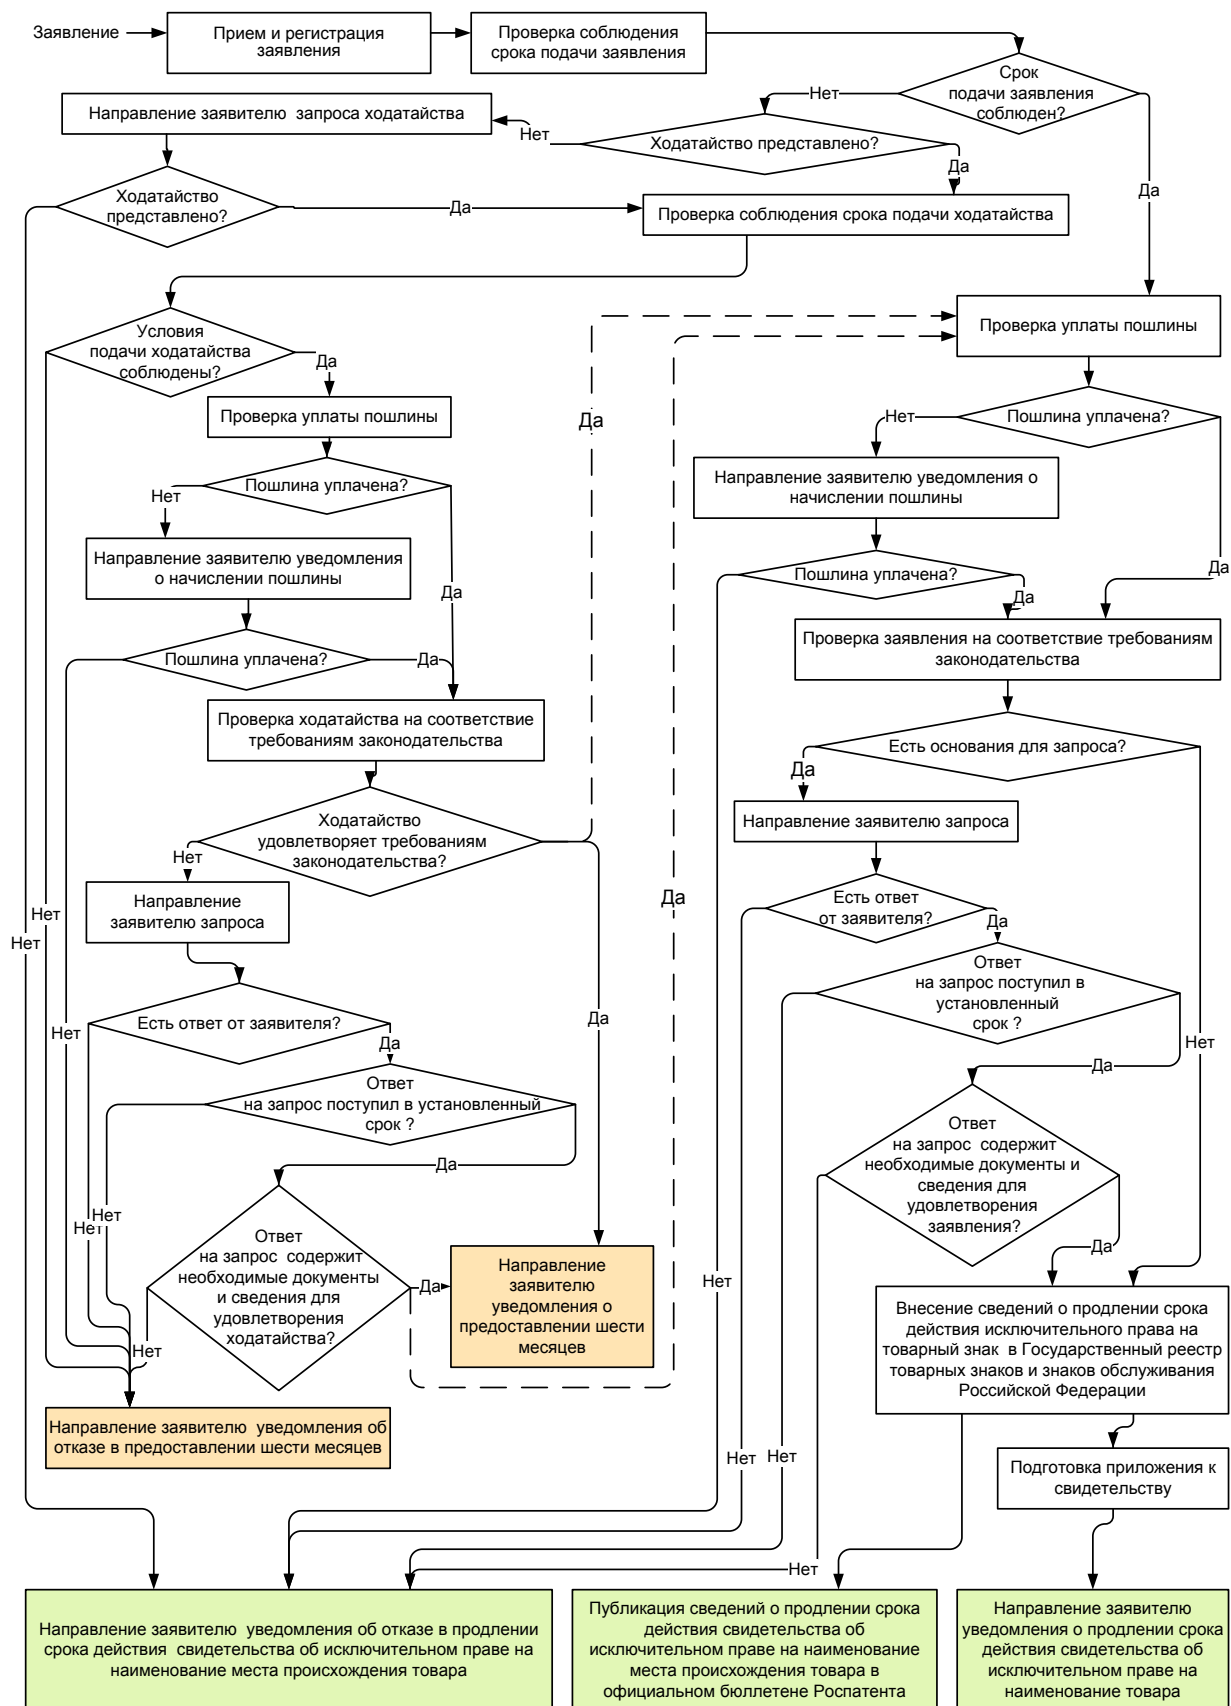 Заявление
Прием и регистрация
заявления
Проверка соблюдения
срока подачи заявления
Срок
подачи заявления
соблюден?
Нет
Направление заявителю  запроса ходатайства
Нет
Ходатайство представлено?
Да
Ходатайство
представлено?
Да
Проверка соблюдения срока подачи ходатайства
Условия
подачи ходатайства
соблюдены?
Да
Проверка уплаты пошлины
Проверка уплаты пошлины
Да
Нет
Пошлина уплачена?
Пошлина уплачена?
Нет
Направление заявителю уведомления о
начислении пошлины
Направление заявителю уведомления
о начислении пошлины
Да
Пошлина уплачена?
Да
Да
Проверка заявления на соответствие требованиям
законодательства
Пошлина уплачена?
Да
Проверка ходатайства на соответствие
требованиям законодательства
Есть основания для запроса?
Да
Ходатайство
удовлетворяет требованиям
законодательства?
Направление заявителю запроса
Нет
Направление
заявителю запроса
Да
Есть ответ
от заявителя?
Да
Нет
Нет
Ответ
на запрос поступил в
установленный
срок ?
Есть ответ от заявителя?
Да
Нет
Да
Нет
Да
Ответ
на запрос поступил в установленный
срок ?
Да
Ответ
на запрос  содержит
необходимые документы и
сведения для
удовлетворения
заявления?
Да
Нет
Нет
Ответ
на запрос  содержит
необходимые документы
и сведения для
удовлетворения
ходатайства?
Да
Нет
Направление
заявителю
уведомления о
предоставлении шести
месяцев
Нет
Внесение сведений о продлении срока
действия исключительного права на
товарный знак  в Государственный реестр
товарных знаков и знаков обслуживания
Российской Федерации
Направление заявителю  уведомления об
отказе в предоставлении шести месяцев
Нет
Нет
Подготовка приложения к
свидетельству
Нет
Направление заявителю  уведомления об отказе в продлении
срока действия  свидетельства об исключительном праве на
наименование места происхождения товара
Публикация сведений о продлении срока
действия свидетельства об
исключительном праве на наименование
места происхождения товара в
официальном бюллетене Роспатента
Направление заявителю
уведомления о продлении срока
действия свидетельства об
исключительном праве на
наименование товара